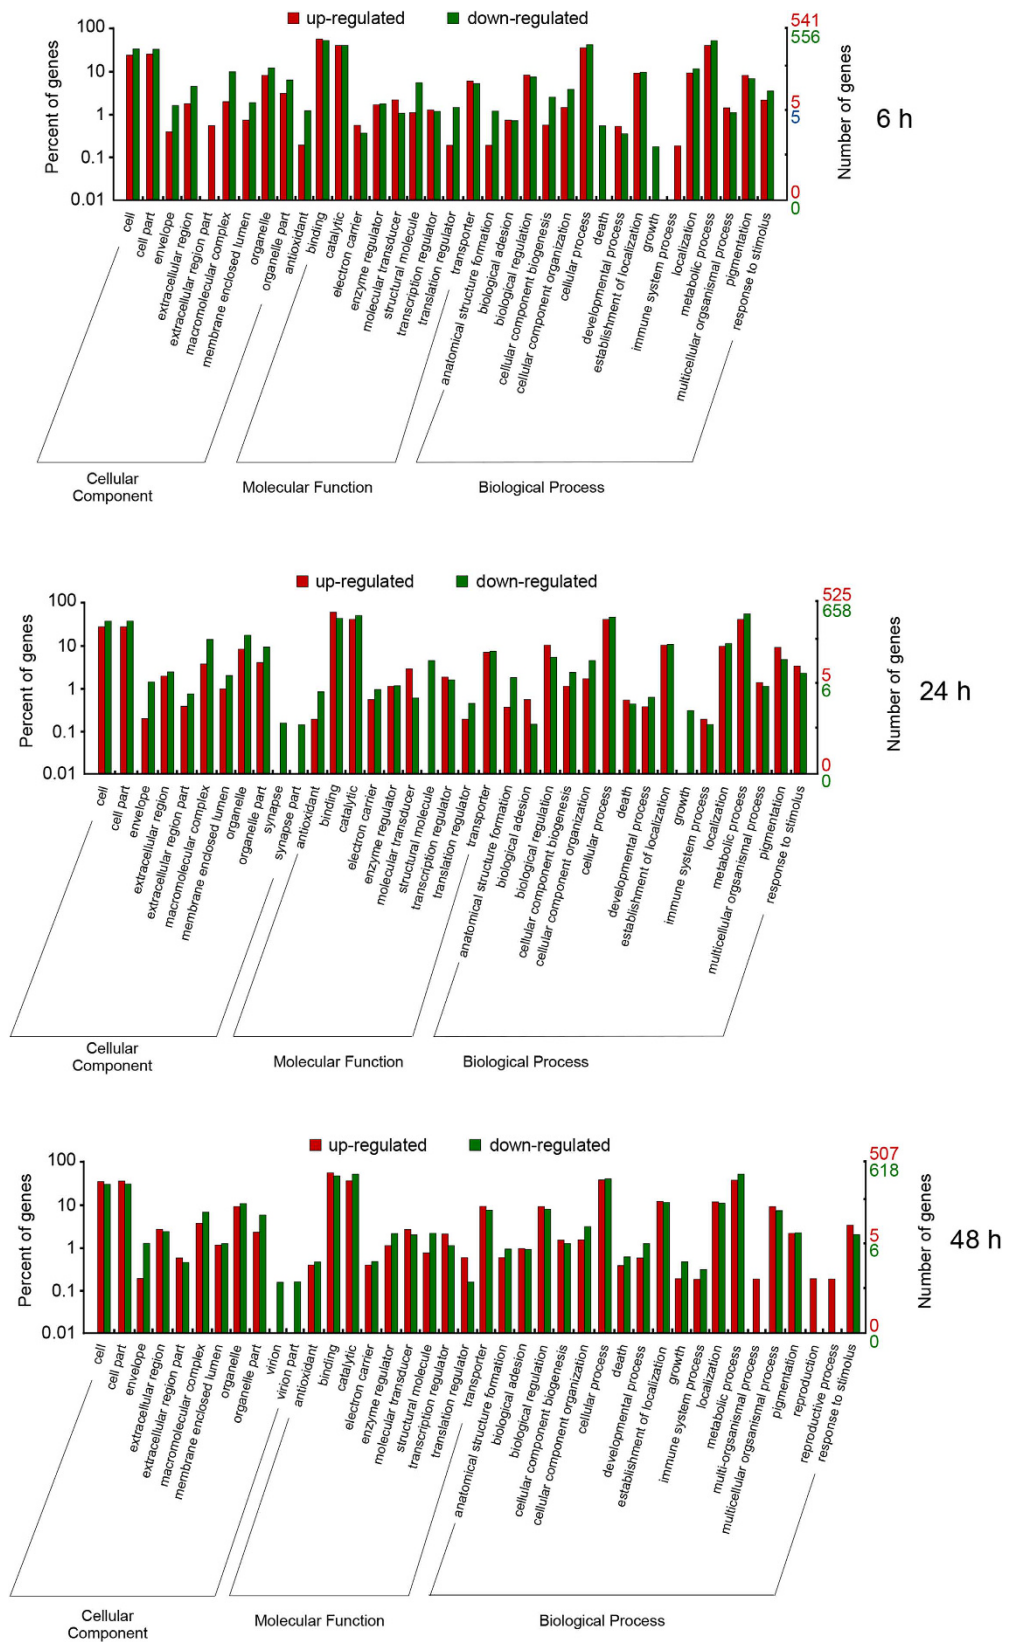 up-regulated down-regulated
Percent of genes
100
10
1
0.1
0.01
541
556
5
5
0
0
Number of genes
6 h
cell
cell part
envelope
extracellular region
extracellular region part
macromolecular complex
membrane enclosed lumen
organelle
organelle part
antioxidant
binding
catalytic
electron carrier
enzyme regulator
molecular transducer
structural molecule
transcription regulator
translation regulator
transporter
anatomical structure formation
biological adesion
biological regulation
cellular component biogenesis
cellular component organization
cellular process
death
developmental process
establishment of localization
growth
immune system process
localization
metabolic process
multicellular organismal process
pigmentation
response to stimulus
Cellular
Component
Molecular Function
Biological Process
up-regulated down-regulated
Percent of genes
100
10
1
0.1
0.01
525
658
5
6
0
0
Number of genes
24 h
cell
cell part
envelope
extracellular region
extracellular region part
macromolecular complex
membrane enclosed lumen
organelle
organelle part
synapse
synapse part
antioxidant
binding
catalytic
electron carrier
enzyme regulator
molecular transducer
structural molecule
transcription regulator
translation regulator
transporter
anatomical structure formation
biological adesion
biological regulation
cellular component biogenesis
cellular component organization
cellular process
death
developmental process
establishment of localization
growth
immune system process
localization
metabolic process
multicellular organismal process
pigmentation
response to stimulus
Cellular
Component
Molecular Function
Biological Process
up-regulated down-regulated
Percent of genes
100
10
1
0.1
0.01
507
618
5
6
0
0
Number of genes
48 h
cell
cell part
envelope
extracellular region
extracellular region part
macromolecular complex
membrane enclosed lumen
organelle
organelle part
virion
virion part
antioxidant
binding
catalytic
electron carrier
enzyme regulator
molecular transducer
structural molecule
transcription regulator
translation regulator
transporter
anatomical structure formation
biological adesion
biological regulation
cellular component biogenesis
cellular component organization
cellular process
death
developmental process
establishment of localization
growth
immune system process
localization
metabolic process
multi-organismal process
multicellular organismal process
pigmentation
reproduction
reproductive process
response to stimulus
Cellular
Component
Molecular Function
Biological Process